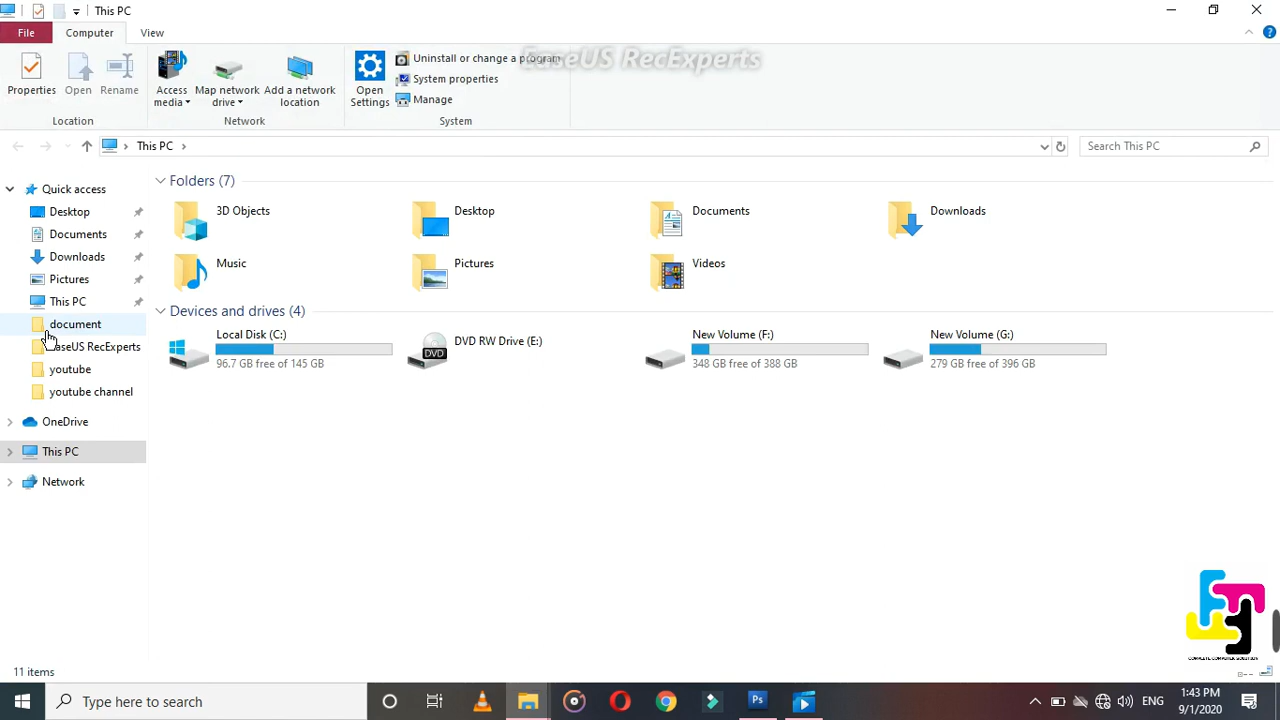 This PC
File
Computer
View
Properties
Open
Rename
Access
media
Map network
drive
Add a network
location
Open
Settings
Uninstall or change a program
System properties
Manage
Location
Network
System
EaseUS RecExperts
This PC
Search This PC
Quick access
Desktop
Documents
Downloads
Pictures
This PC
document
EaseUS RecExperts
youtube
youtube channel
OneDrive
This PC
Network
Folders (7)
3D Objects
Desktop
Documents
Downloads
Music
Pictures
Videos
Devices and drives (4)
Local Disk (C:)
96.7 GB free of 145 GB
DVD RW Drive (E:)
DVD
New Volume (F:)
348 GB free of 388 GB
New Volume (G:)
279 GB free of 396 GB
COMPLETE COMPUTER SOLUTION
11 items
Type here to search
Ps
ENG
1:43 PM
9/1/2020